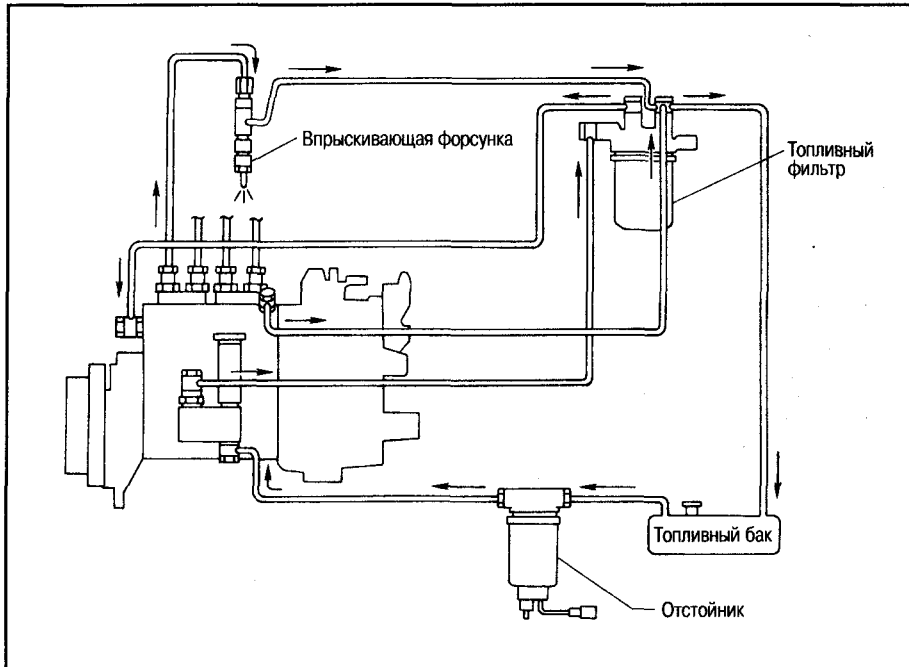 Впрыскивающая форсунка
Топливный
фильтр
Топливный бак
Отстойник